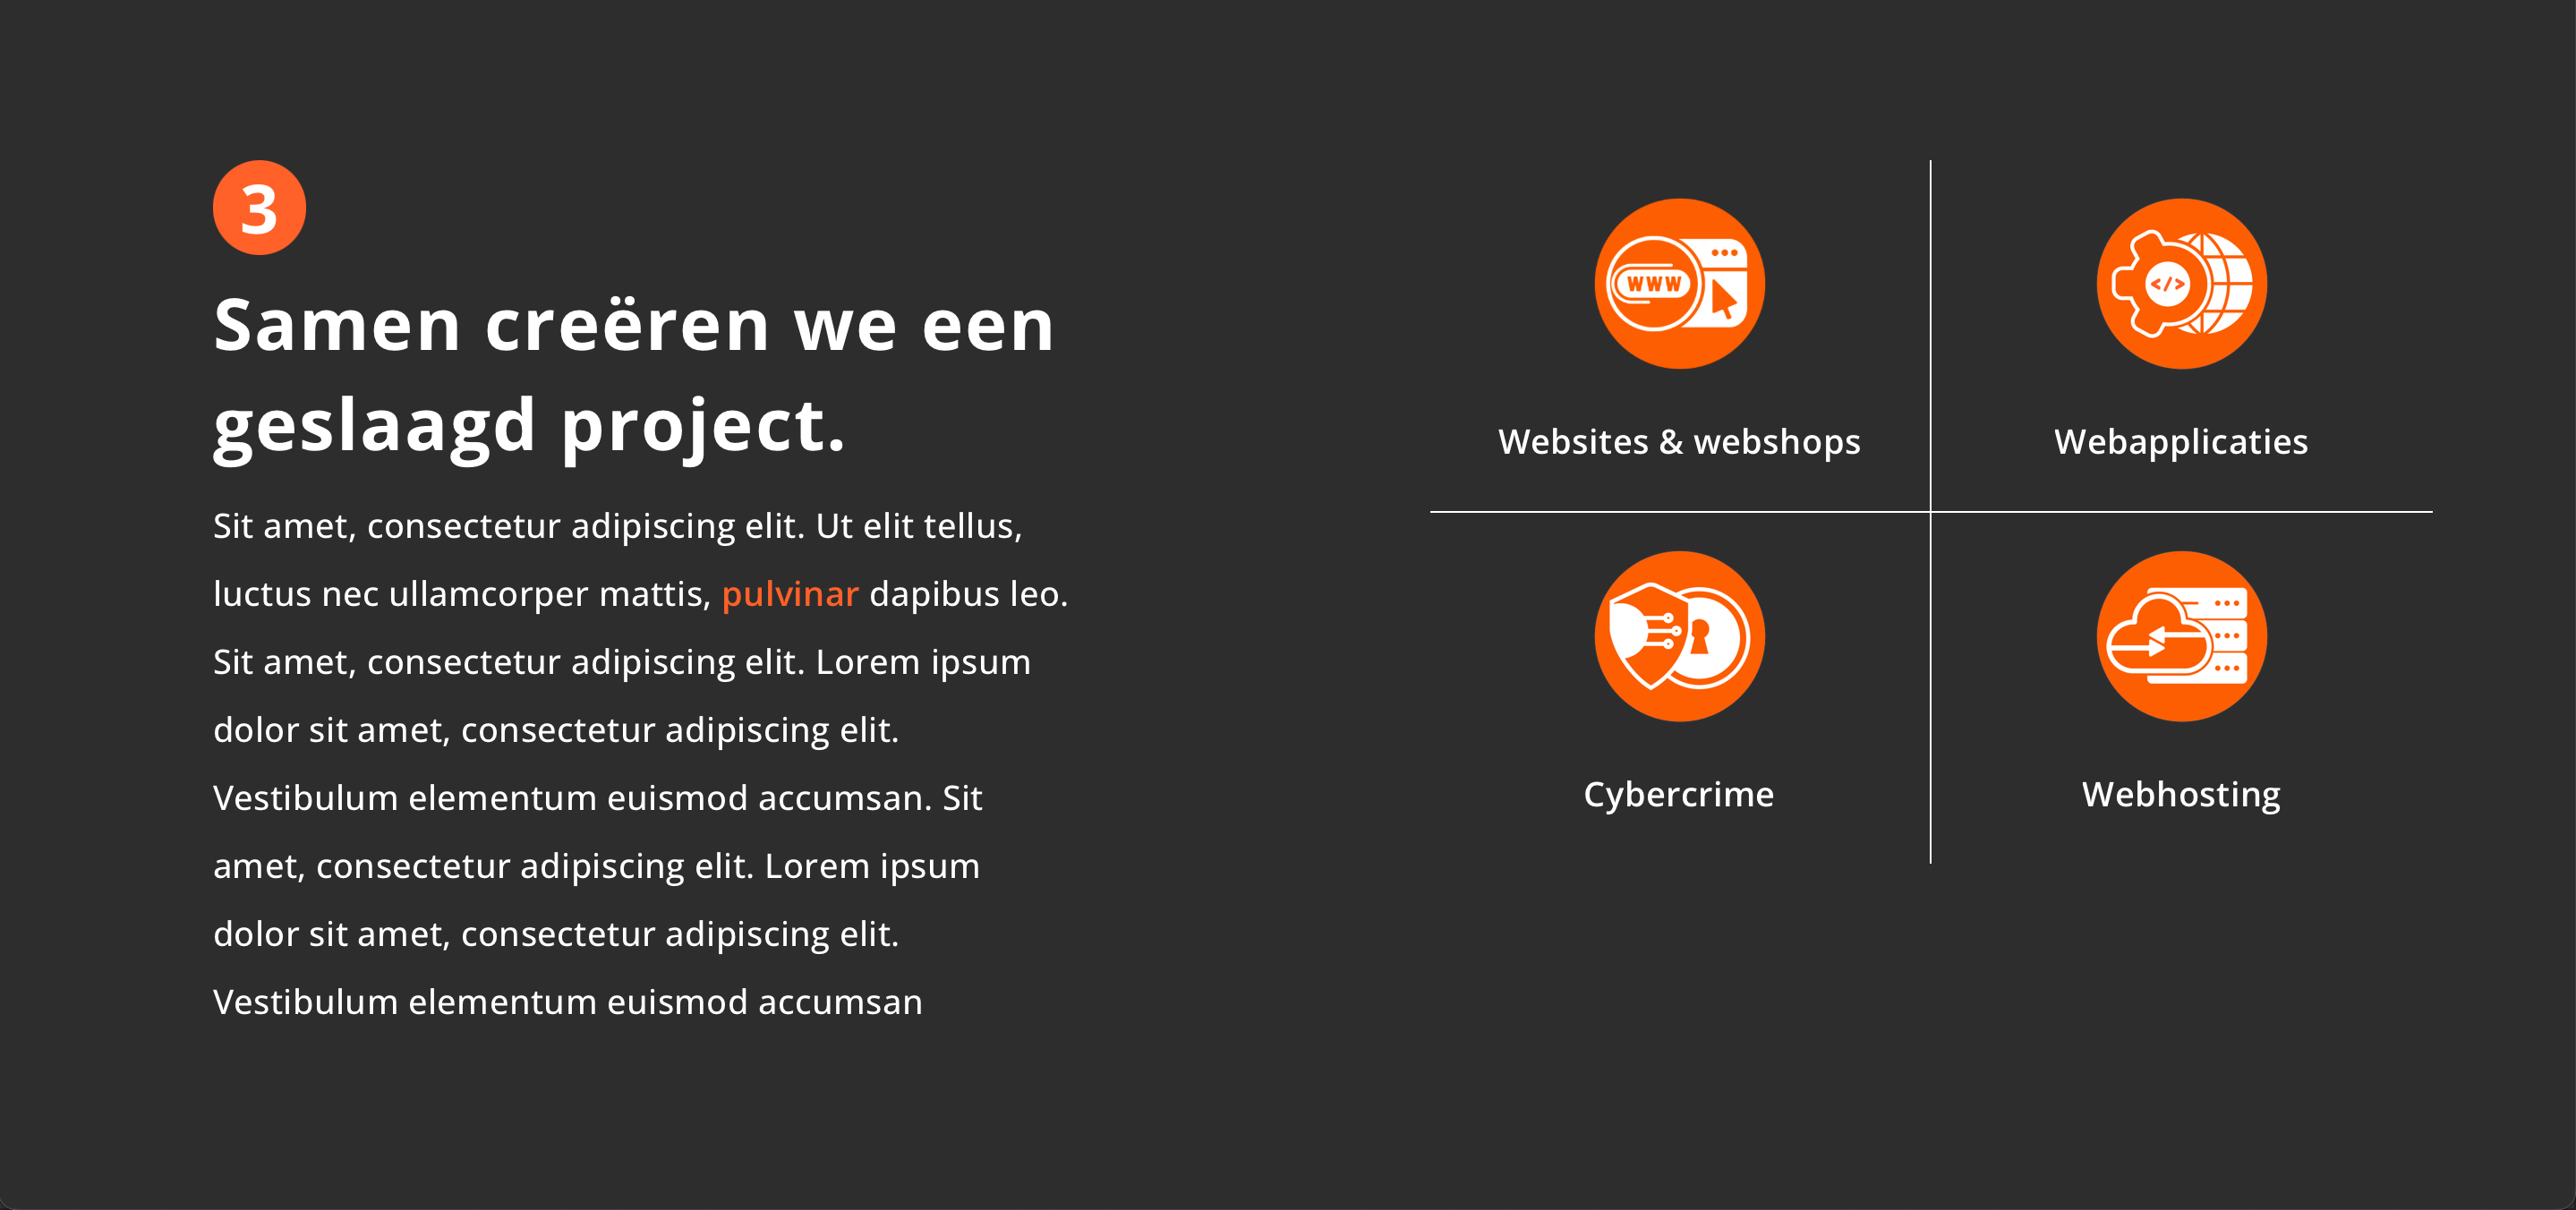 3
Samen creëren we een
geslaagd project.
Sit amet, consectetur adipiscing elit. Ut elit tellus,
luctus nec ullamcorper mattis, pulvinar dapibus leo.
Sit amet, consectetur adipiscing elit. Lorem ipsum
dolor sit amet, consectetur adipiscing elit.
Vestibulum elementum euismod accumsan. Sit
amet, consectetur adipiscing elit. Lorem ipsum
dolor sit amet, consectetur adipiscing elit.
Vestibulum elementum euismod accumsan
WWW
Websites & webshops
</>
Webapplicaties
Cybercrime
Webhosting